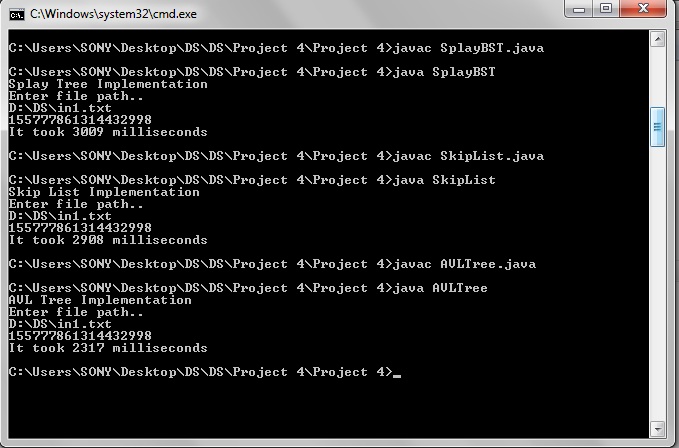 C:\Windows\system32\cmd.exe
C:\Users\SONY\Desktop\DS\DS\Project 4\Project 4>javac SplayBST.java
C:\Users\SONY\Desktop\DS\DS\Project 4\Project 4>java SplayBST
Splay Tree Implementation
Enter file path..
D:\DS\in1.txt
155777861314432998
It took 3009 milliseconds
C:\Users\SONY\Desktop\DS\DS\Project 4\Project 4>javac SkipList.java
C:\Users\SONY\Desktop\DS\DS\Project 4\Project 4>java SkipList
Skip List Implementation
Enter file path..
D:\DS\in1.txt
155777861314432998
It took 2908 milliseconds
C:\Users\SONY\Desktop\DS\DS\Project 4\Project 4>javac AVLTree.java
C:\Users\SONY\Desktop\DS\DS\Project 4\Project 4>java AVLTree
AVL Tree Implementation
Enter file path..
D:\DS\in1.txt
155777861314432998
It took 2317 milliseconds
C:\Users\SONY\Desktop\DS\DS\Project 4\Project 4>_